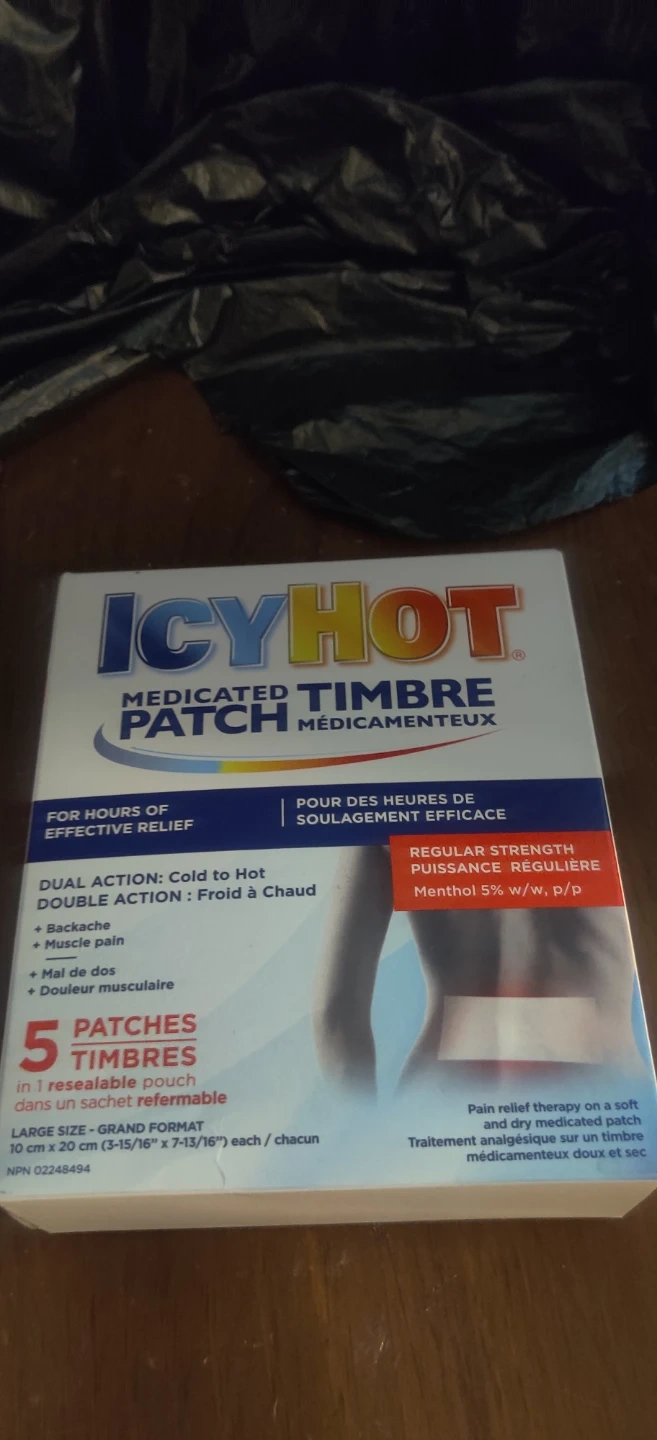 ICYHOT®
MEDICATED PATCH
TIMBRE MÉDICAMENTEUX
FOR HOURS OF
EFFECTIVE RELIEF
POUR DES HEURES DE
SOULAGEMENT EFFICACE
REGULAR STRENGTH
PUISSANCE RÉGULIÈRE
Menthol 5% w/w, p/p
DUAL ACTION: Cold to Hot
DOUBLE ACTION : Froid à Chaud
+ Backache
+ Muscle pain
+ Mal de dos
+ Douleur musculaire
5 PATCHES
TIMBRES
in 1 resealable pouch
dans un sachet refermable
LARGE SIZE - GRAND FORMAT
10 cm x 20 cm (3-15/16” x 7-13/16”) each / chacun
NPN 02248494
Pain relief therapy on a soft
and dry medicated patch
Traitement analgésique sur un timbre
médicamenteux doux et sec